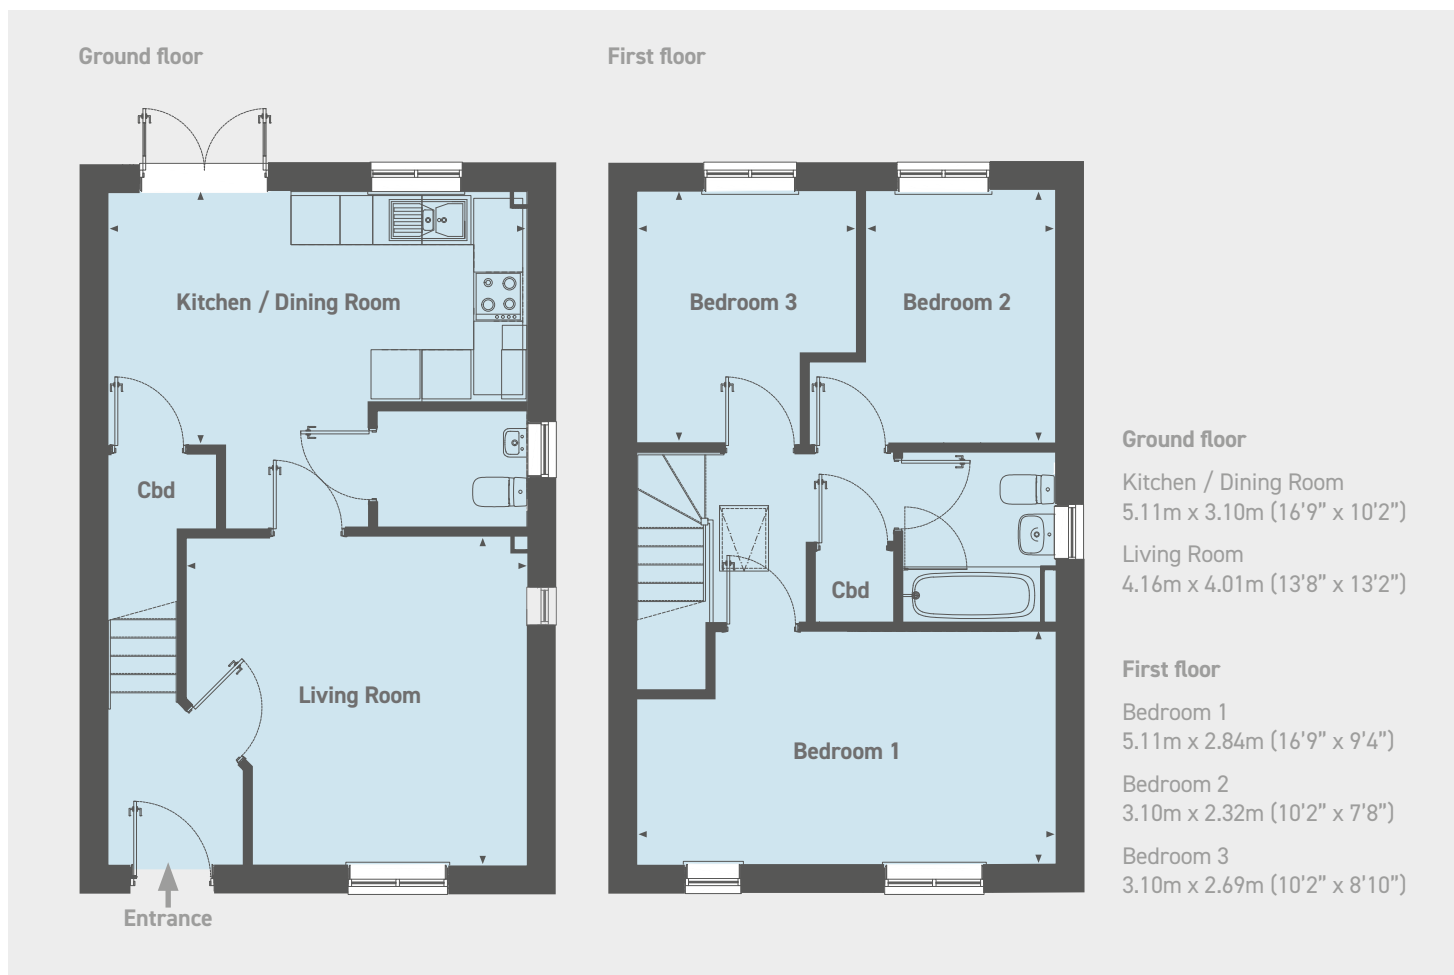 Ground floor
First floor
Kitchen / Dining Room
Cbd
Living Room
Entrance
Bedroom 3
Bedroom 2
Cbd
Bedroom 1
Ground floor
Kitchen / Dining Room
5.11m x 3.10m (16’9” x 10’2”)
Living Room
4.16m x 4.01m (13’8” x 13’2”)
First floor
Bedroom 1
5.11m x 2.84m (16’9” x 9’4”)
Bedroom 2
3.10m x 2.32m (10’2” x 7’8”)
Bedroom 3
3.10m x 2.69m (10’2” x 8’10”)